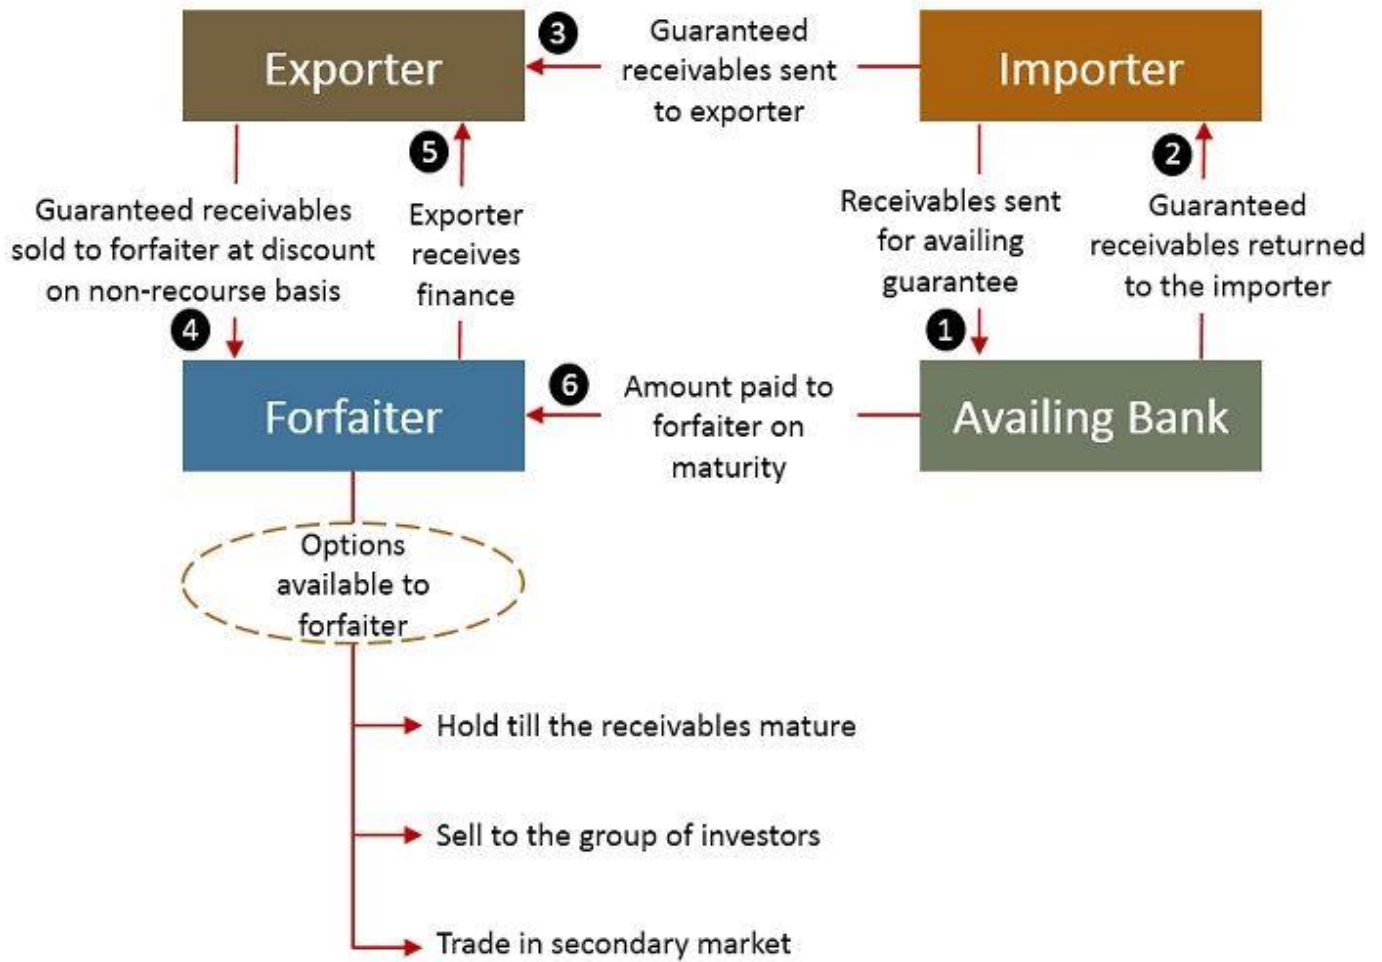 Exporter
3
Guaranteed
receivables sent
to exporter
Importer
5
2
Guaranteed receivables
sold to forfaiter at discount
on non-recourse basis
4
Exporter
receives
finance
Receivables sent
for availing
guarantee
1
Guaranteed
receivables returned
to the importer
Forfaiter
6
Amount paid to
forfaiter on
maturity
Availing Bank
Options
available to
forfaiter
Hold till the receivables mature
Sell to the group of investors
Trade in secondary market